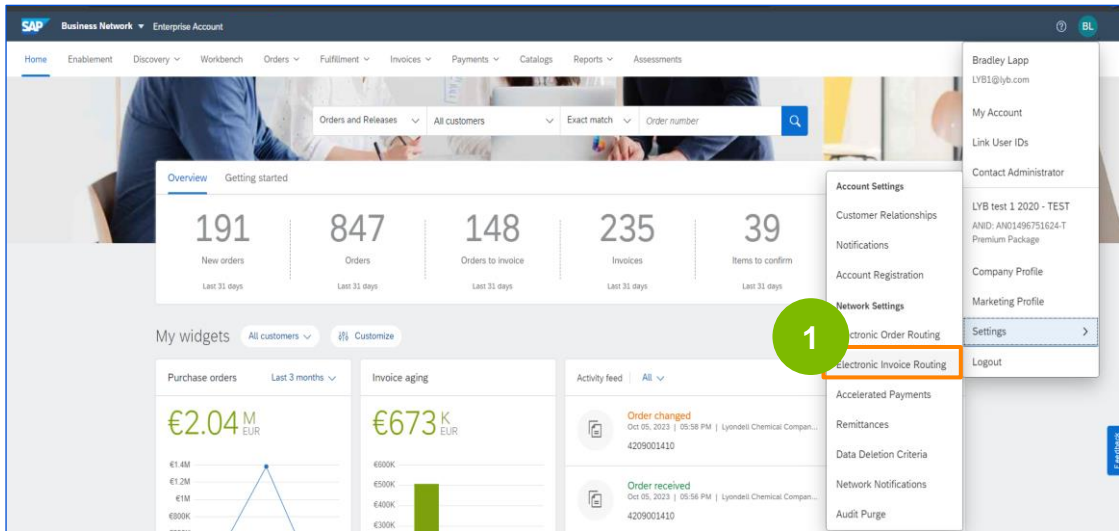 SAP Business Network Enterprise Account
BL
Home Enablement Discovery Workbench Orders Fulfillment Invoices Payments Catalogs Reports Assessments
Orders and Releases All customers Exact match Order number
Overview Getting started
191
New orders
Last 31 days
847
Orders
Last 31 days
148
Orders to invoice
Last 31 days
235
Invoices
Last 31 days
39
Items to confirm
Last 31 days
My widgets All customers Customize
Purchase orders Last 3 months
€2.04 M
EUR
€1.4M
€1.2M
€1M
€800K
Invoice aging
€673 K
EUR
€600K
€500K
€400K
€300K
Activity feed All
Order changed
Oct 05, 2023 | 05:58 PM | Lyondell Chemical Compan...
4209001410
Order received
Oct 05, 2023 | 05:56 PM | Lyondell Chemical Compan...
4209001410
Account Settings
Customer Relationships
Notifications
Account Registration
Network Settings
1
ctronic Order Routing
Electronic Invoice Routing
Accelerated Payments
Remittances
Data Deletion Criteria
Network Notifications
Audit Purge
Bradley Lapp
LYB1@lyb.com
My Account
Link User IDs
Contact Administrator
LYB test 1 2020 - TEST
ANID: AN01496751624-T
Premium Package
Company Profile
Marketing Profile
Settings
Logout
Feedback